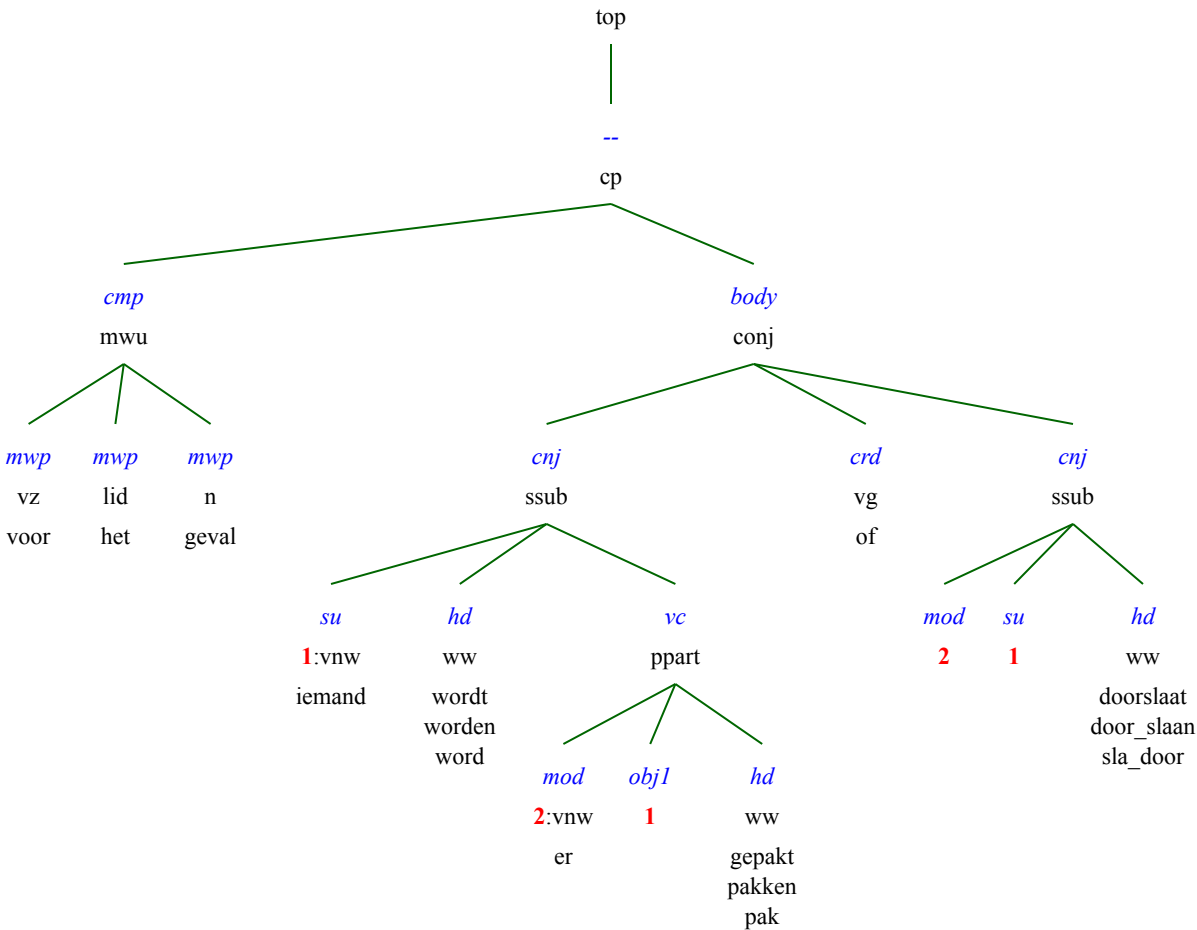 top
--
cp
cmp body
mwu conj
mwp mwp mwp cnj crd cnj
vz lid n ssub vg ssub
voor het geval of
su hd vc mod su hd
1:vnw ww ppart 2 1 ww
iemand wordt doorslaat
worden door_slaan
word sla_door
mod obj1 hd
2:vnw 1 ww
er gepakt
pakken
pak